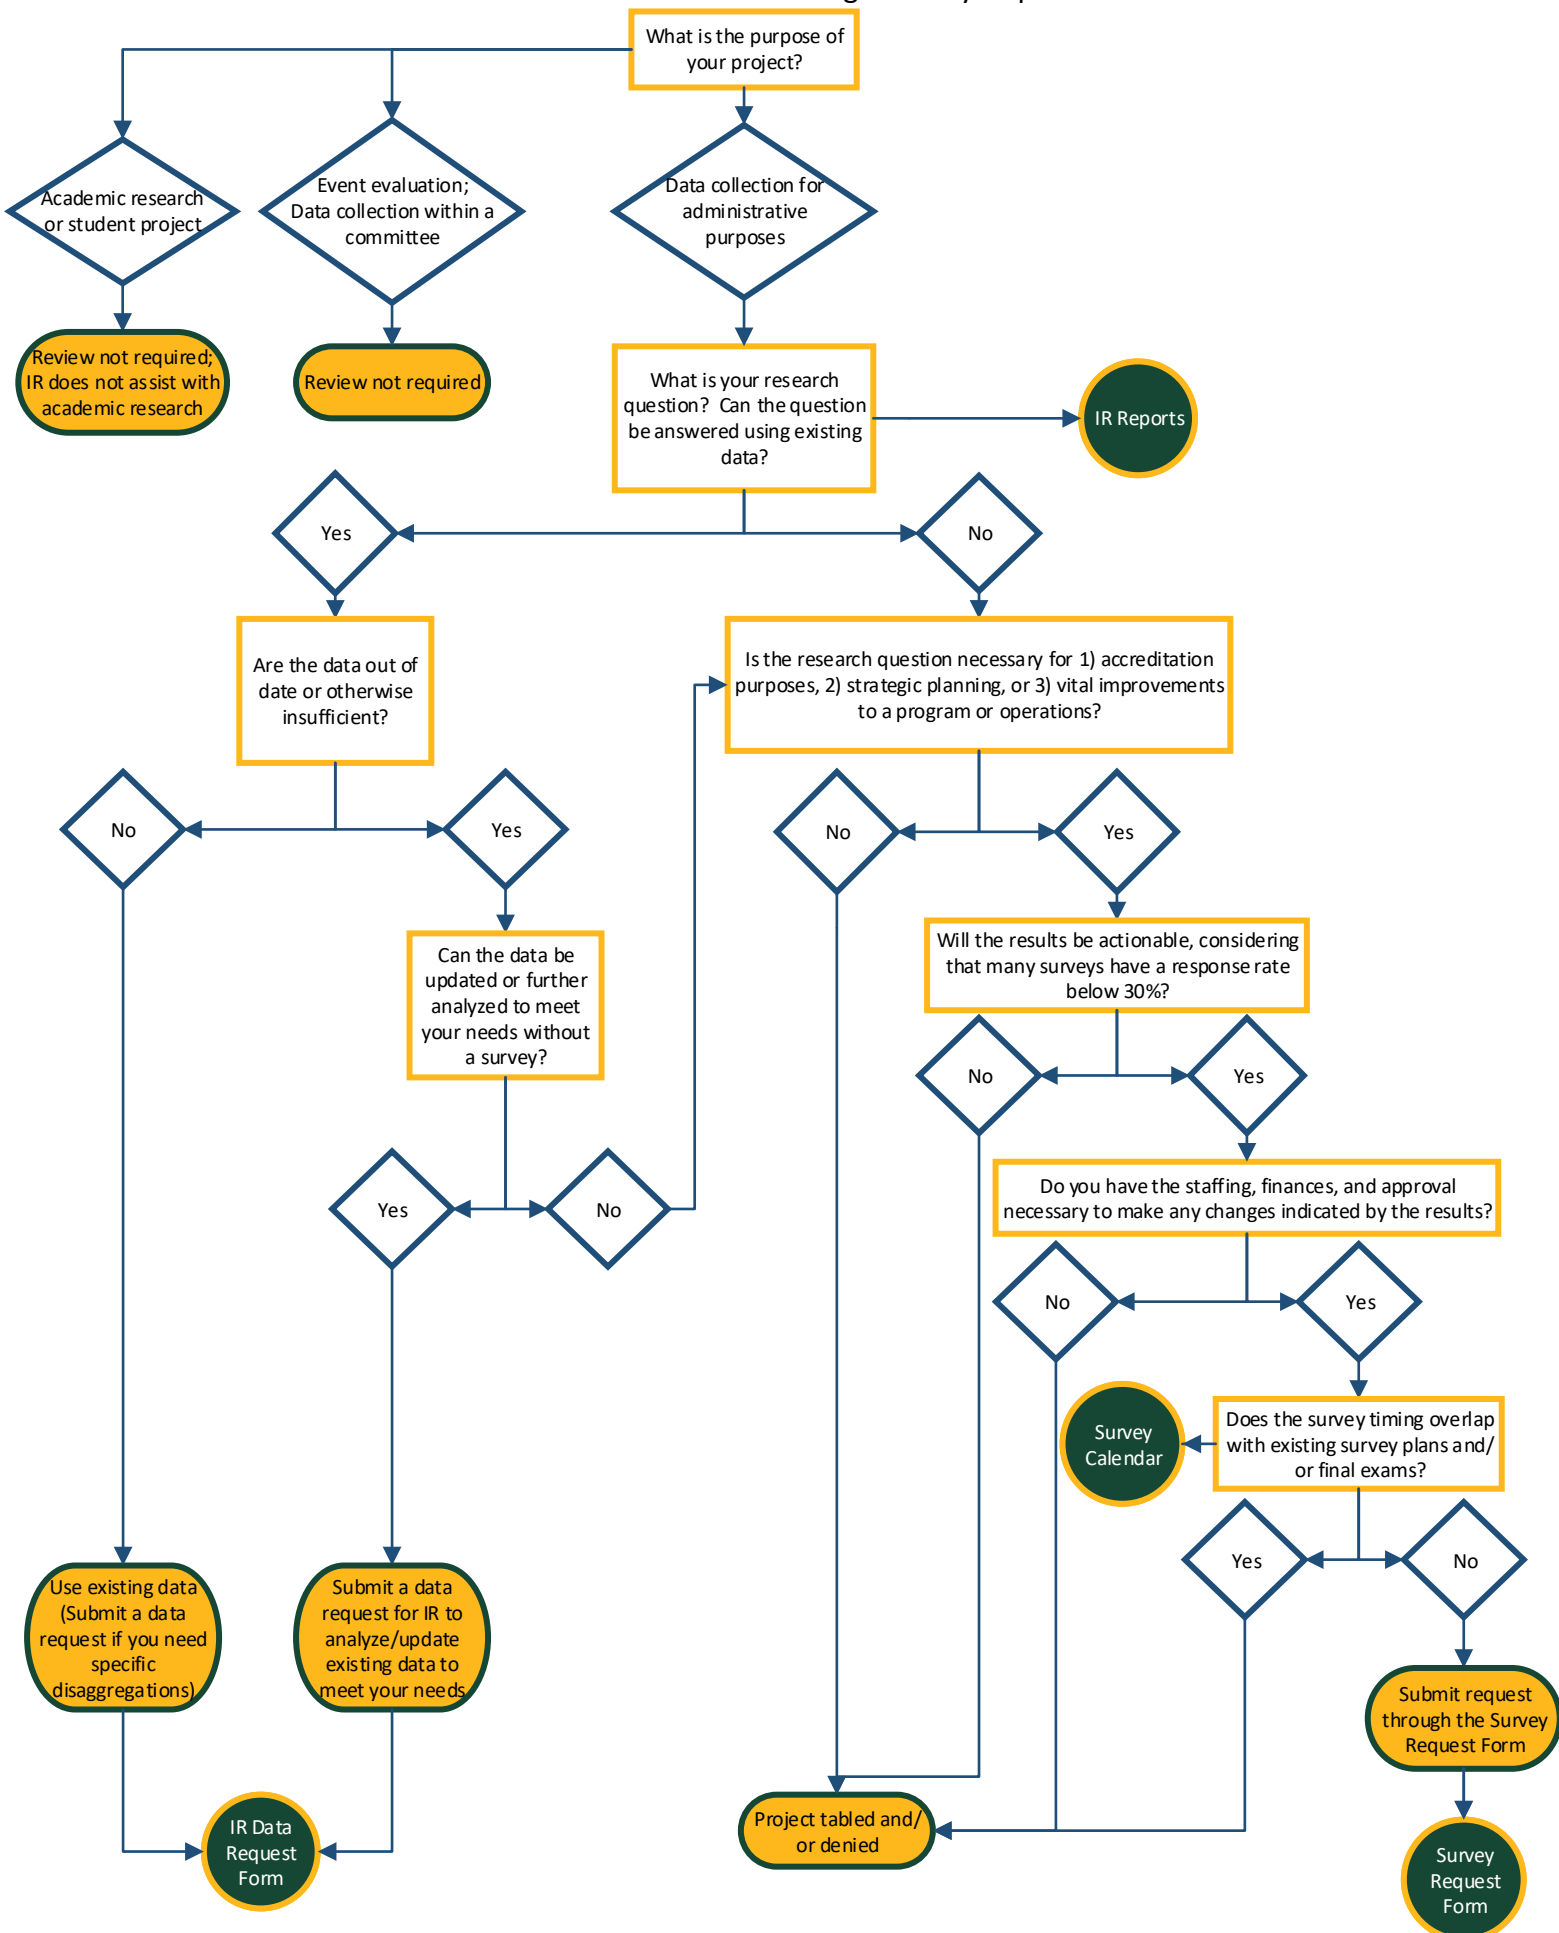 What is the purpose of
your project?
Academic research
or student project
Event evaluation;
Data collection within a
committee
Data collection for
administrative
purposes
Review not required;
IR does not assist with
academic research
Review not required
What is your research
question? Can the question
be answered using existing
data?
IR Reports
Yes
No
Are the data out of
date or otherwise
insufficient?
Is the research question necessary for 1) accreditation
purposes, 2) strategic planning, or 3) vital improvements
to a program or operations?
No
Yes
No
Yes
Can the data be
updated or further
analyzed to meet
your needs without
a survey?
Will the results be actionable, considering
that many surveys have a response rate
below 30%?
No
Yes
Yes
No
Do you have the staffing, finances, and approval
necessary to make any changes indicated by the results?
No
Yes
Survey
Calendar
Does the survey timing overlap
with existing survey plans and/
or final exams?
Yes
No
Use existing data
(Submit a data
request if you need
specific
disaggregations)
Submit a data
request for IR to
analyze/update
existing data to
meet your needs
Submit request
through the Survey
Request Form
IR Data
Request
Form
Project tabled and/
or denied
Survey
Request
Form